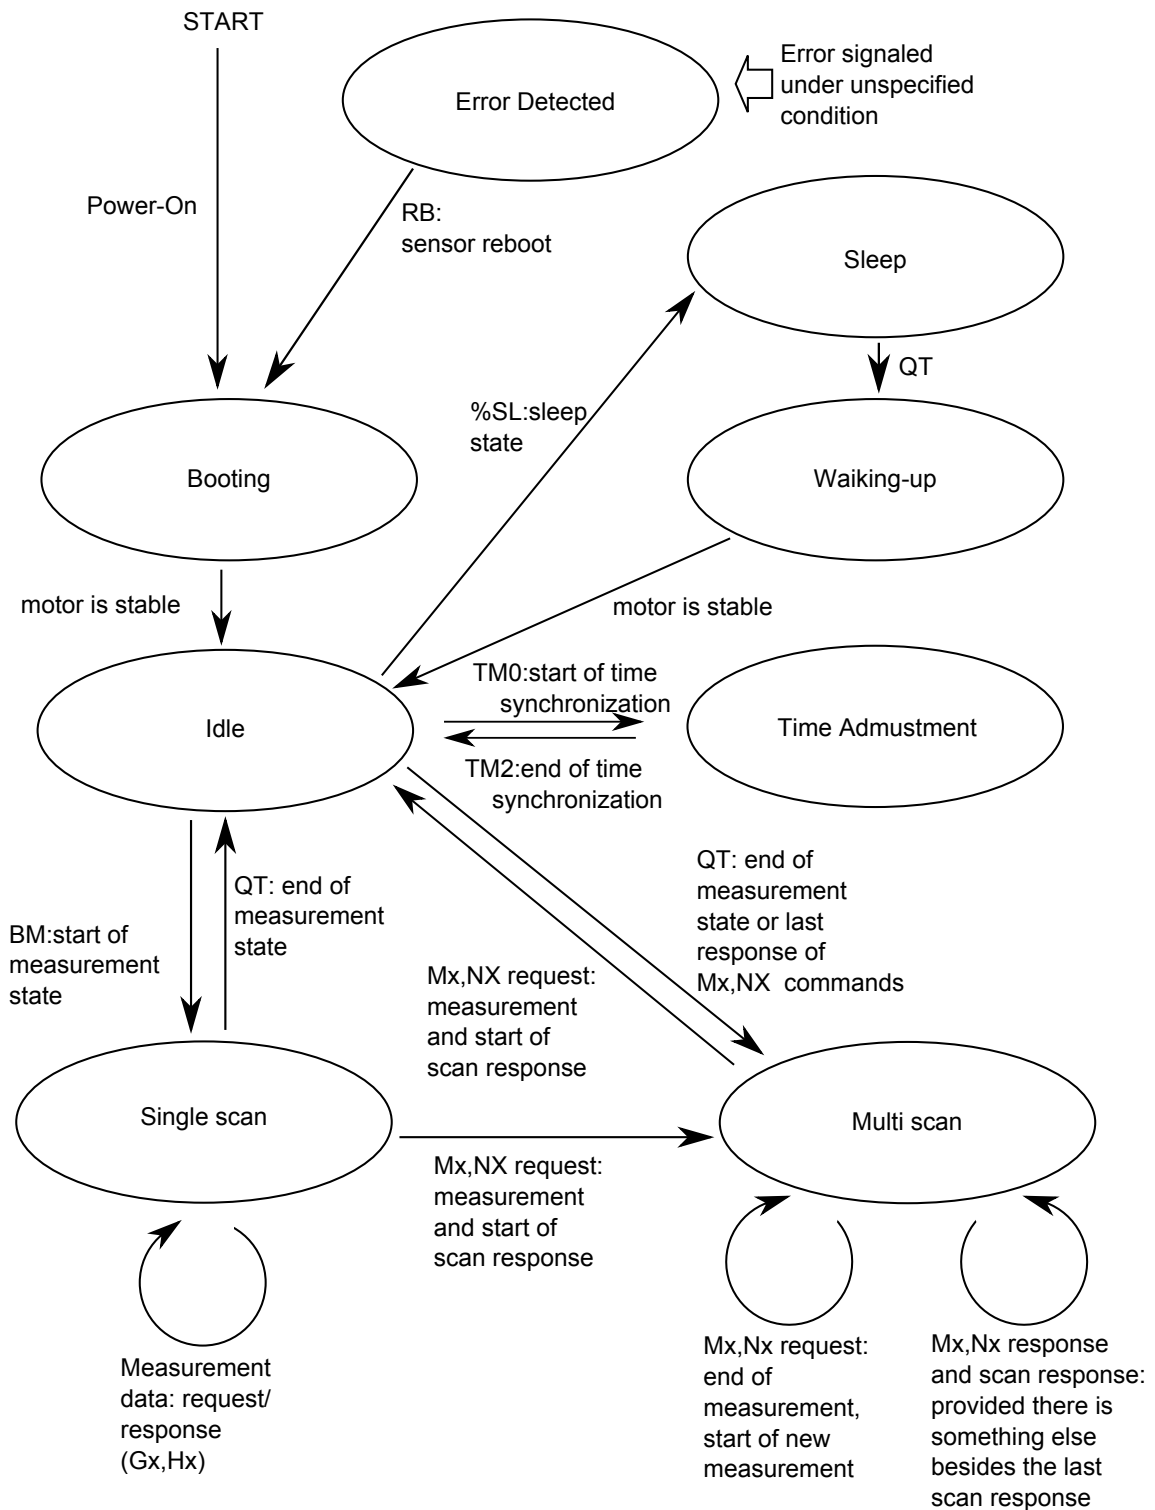 START
Error Detected
Error signaled
under unspecified
condition
Power-On
RB:
sensor reboot
Sleep
QT
%SL:sleep
state
Booting
Waiking-up
motor is stable
motor is stable
TM0:start of time
synchronization
Idle
Time Admustment
TM2:end of time
synchronization
QT: end of
measurement
state
BM:start of
measurement
state
QT: end of
measurement
state or last
response of
Mx,NX  commands
Mx,NX request:
measurement
and start of
scan response
Single scan
Multi scan
Mx,NX request:
measurement
and start of
scan response
Measurement
data: request/
response
(Gx,Hx)
Mx,Nx request:
end of
measurement,
start of new
measurement
Mx,Nx response
and scan response:
provided there is
something else
besides the last
scan response